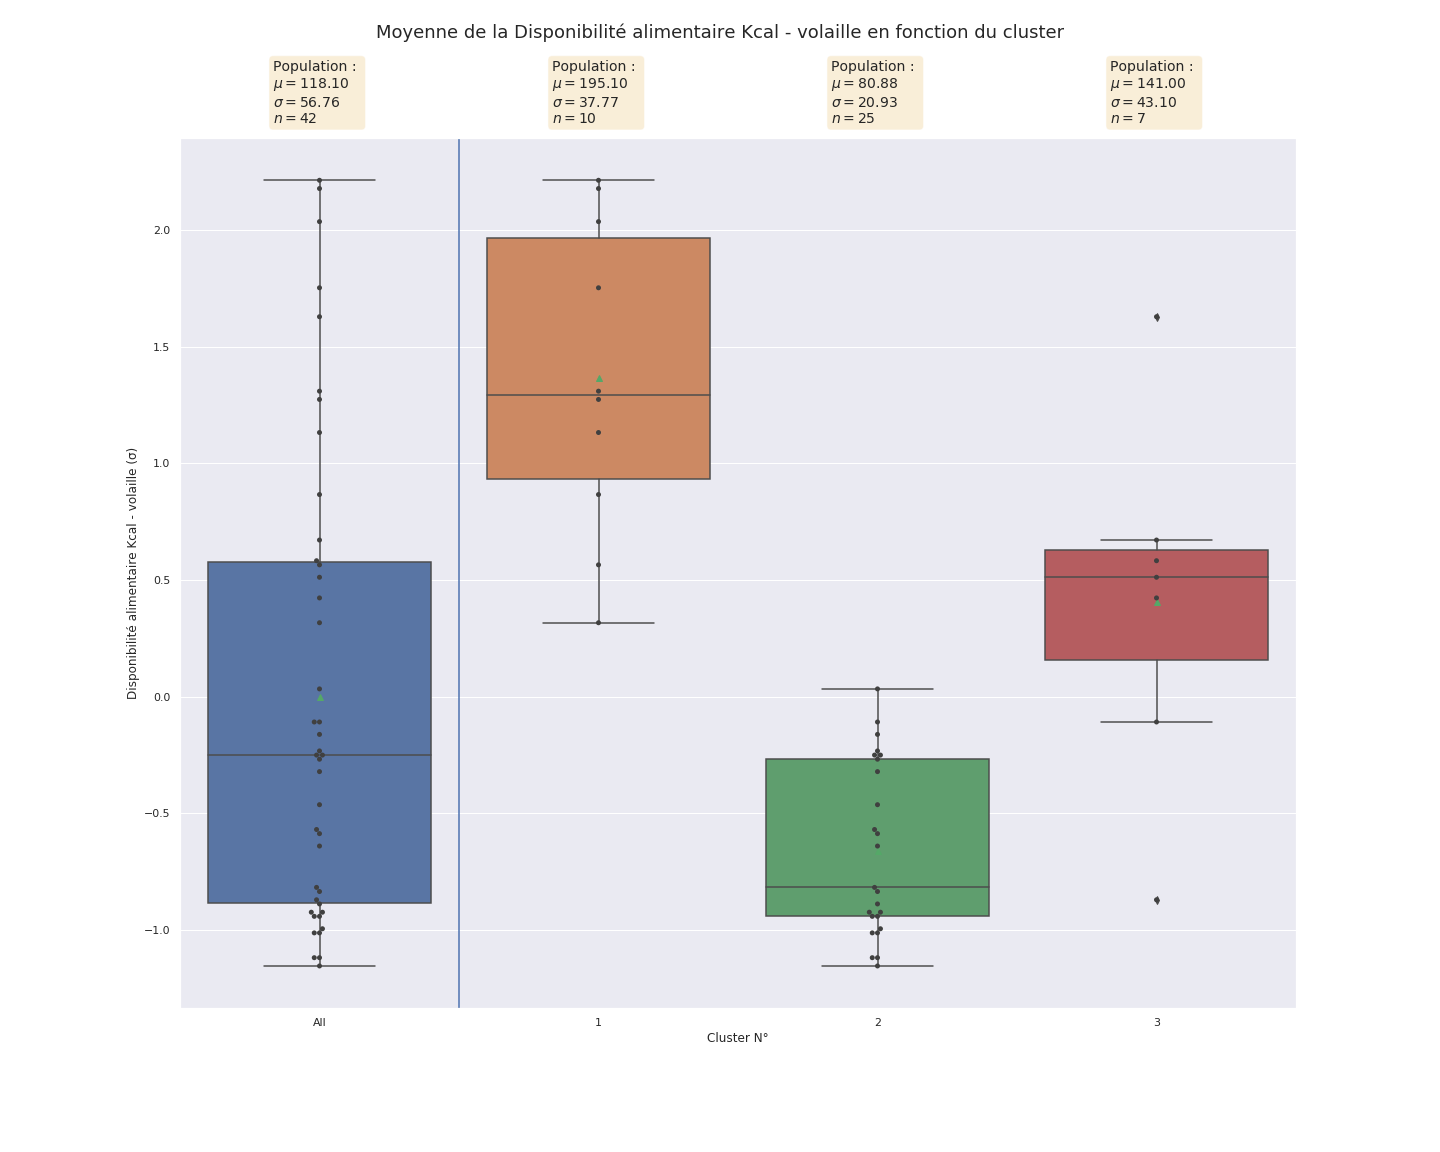 Moyenne de la Disponibilité alimentaire Kcal - volaille en fonction du cluster
Population :
μ = 118.10
σ = 56.76
n = 42
Population :
μ = 195.10
σ = 37.77
n = 10
Population :
μ = 80.88
σ = 20.93
n = 25
Population :
μ = 141.00
σ = 43.10
n = 7
Disponibilité alimentaire Kcal - volaille (σ)
2.0
1.5
1.0
0.5
0.0
−0.5
−1.0
All
1
2
3
Cluster N°